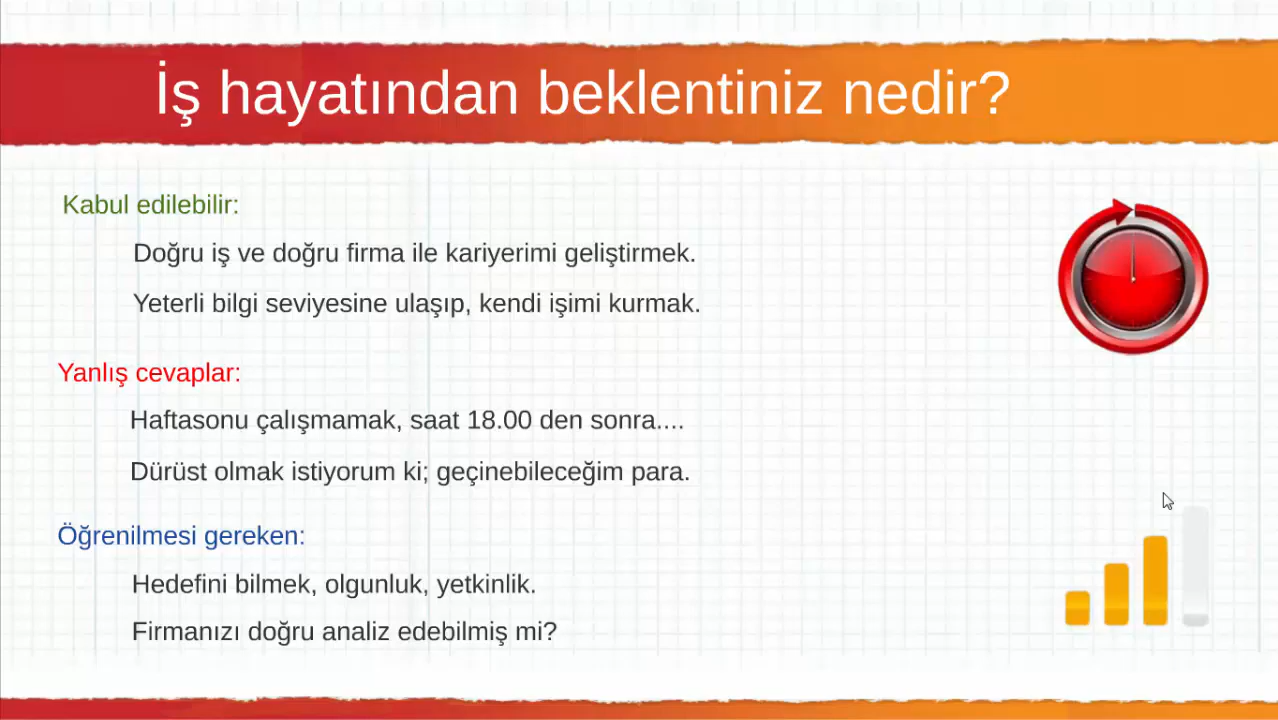 İş hayatından beklentiniz nedir?
Kabul edilebilir:
Doğru iş ve doğru firma ile kariyerimi geliştirmek.
Yeterli bilgi seviyesine ulaşıp, kendi işimi kurmak.
Yanlış cevaplar:
Haftasonu çalışmamak, saat 18.00 den sonra....
Dürüst olmak istiyorum ki; geçinebileceğim para.
Öğrenilmesi gereken:
Hedefini bilmek, olgunluk, yetkinlik.
Firmanızı doğru analiz edebilmiş mi?